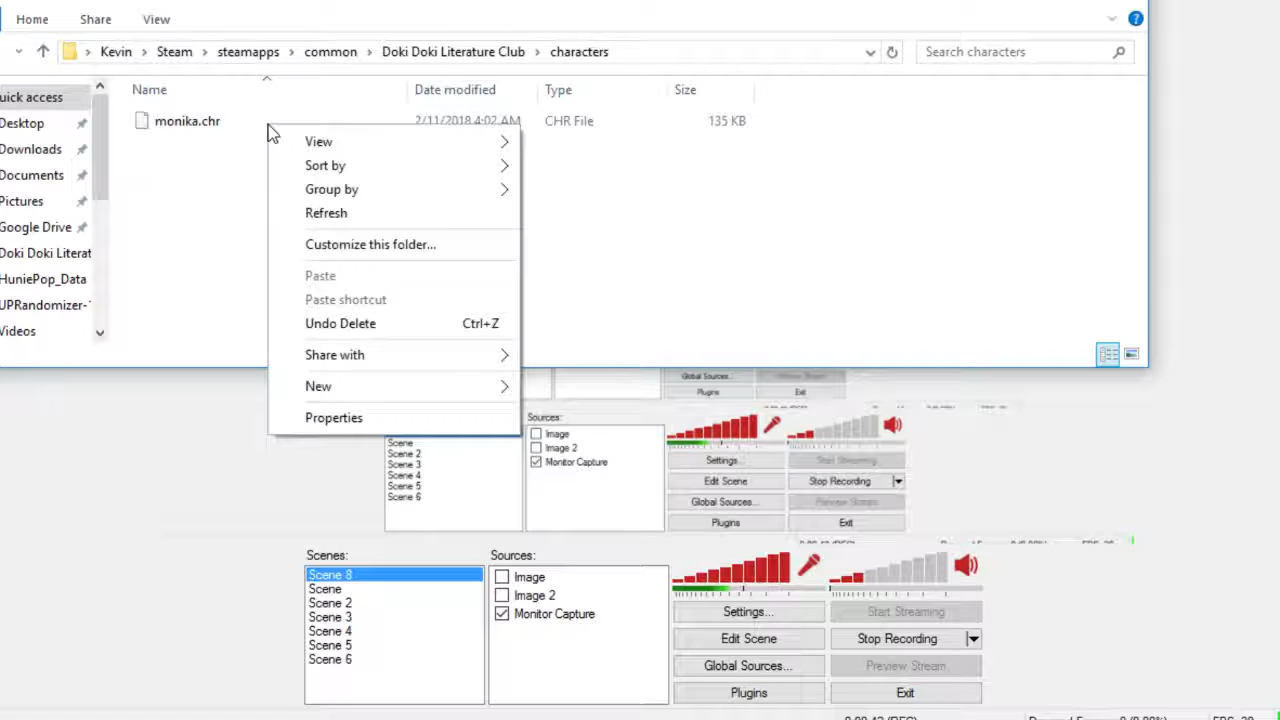 Home Share View
Kevin Steam steamapps common Doki Doki Literature Club characters Search characters
Name Date modified Type Size
monika.chr 2/11/2018 4:02 AM CHR File 135 KB
uick access
Desktop
Downloads
Documents
Pictures
Google Drive
Doki Doki Literat
HuniePop_Data
UPRandomizer-
Videos
View
Sort by
Group by
Refresh
Customize this folder...
Paste
Paste shortcut
Undo Delete Ctrl+Z
Share with
New
Properties
Global Sources...
Plugins Exit
Sources:
Scene
Scene 2
Scene 3
Scene 4
Scene 5
Scene 6
Image
Image 2
Monitor Capture
Settings... Start Streaming
Edit Scene Stop Recording
Global Sources... Preview Stream
Plugins Exit
Scenes: Sources:
Scene 8
Scene
Scene 2
Scene 3
Scene 4
Scene 5
Scene 6
Image
Image 2
Monitor Capture
Settings... Start Streaming
Edit Scene Stop Recording
Global Sources... Preview Stream
Plugins Exit